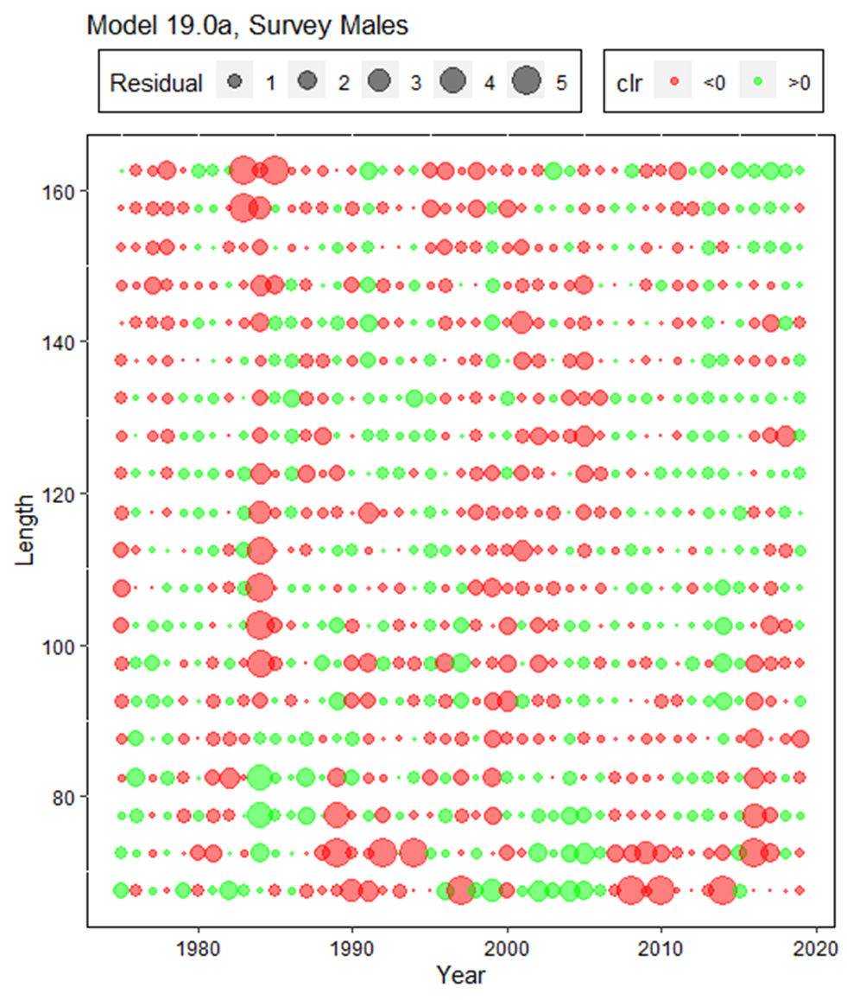 Model 19.0a, Survey Males
Residual 1 2 3 4 5
clr <0 >0
160
140
120
100
80
Length
1980 1990 2000 2010 2020
Year